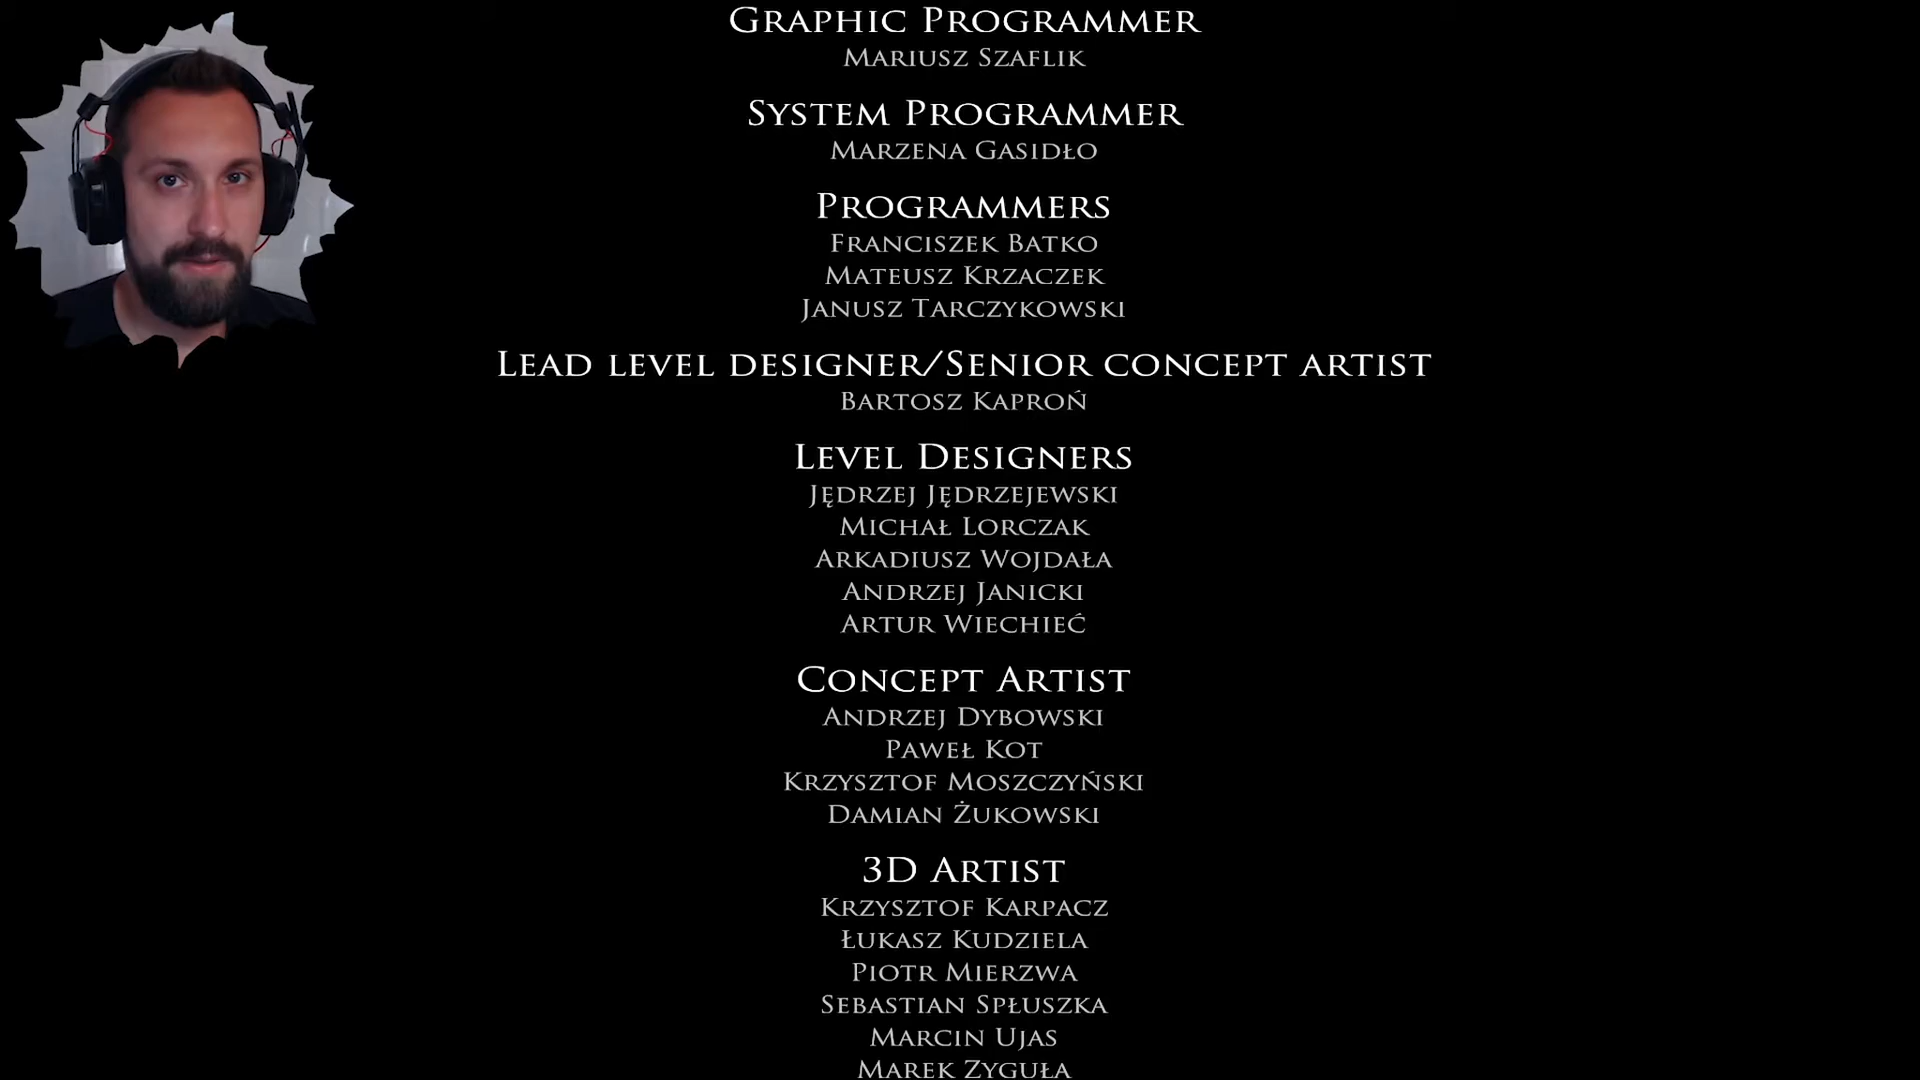 Graphic Programmer
Mariusz Szaflik
System Programmer
Marzena Gasidło
Programmers
Franciszek Batko
Mateusz Krzaczek
Janusz Tarczykowski
Lead level designer/Senior concept artist
Bartosz Kaproń
Level Designers
Jędrzej Jędrzejewski
Michał Lorczak
Arkadiusz Wojdała
Andrzej Janicki
Artur Wiechieć
Concept Artist
Andrzej Dybowski
Paweł Kot
Krzysztof Moszczyński
Damian Żukowski
3D Artist
Krzysztof Karpacz
Łukasz Kudziela
Piotr Mierzwa
Sebastian Spłuszka
Marcin Ujas
Marek Zyguła